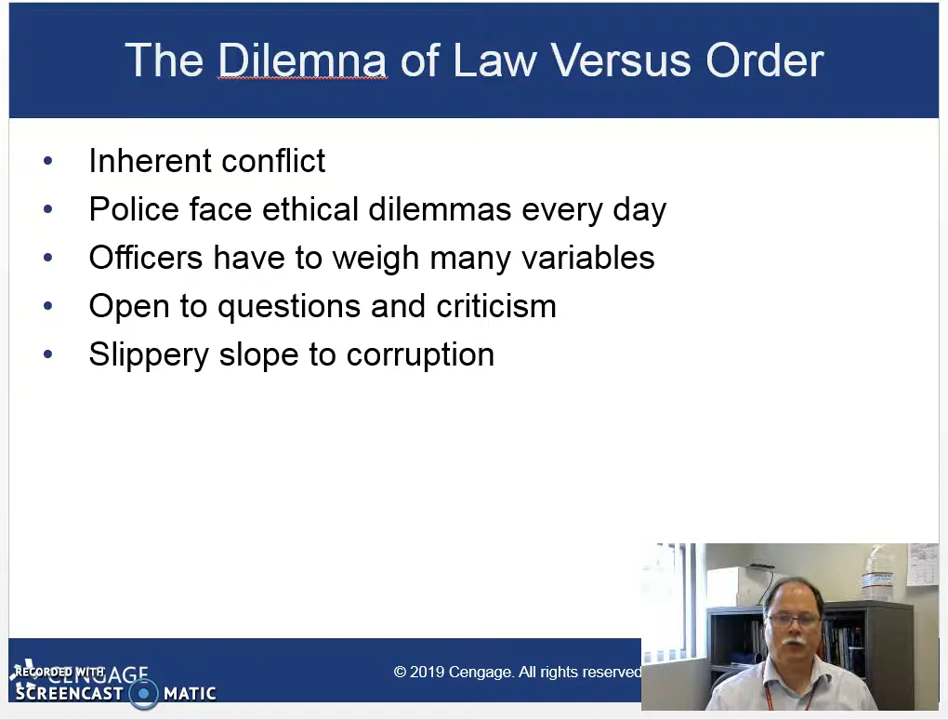 The Dilemna of Law Versus Order
• Inherent conflict
• Police face ethical dilemmas every day
• Officers have to weigh many variables
• Open to questions and criticism
• Slippery slope to corruption
RECORDED WITH
CENGAGE
SCREENCAST MATIC
© 2019 Cengage. All rights reserved